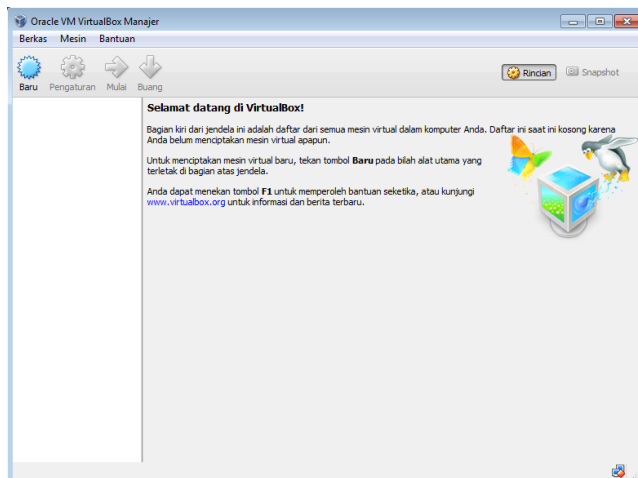 Oracle VM VirtualBox Manajer
Berkas Mesin Bantuan
Baru Pengaturan Mulai Buang
Rincian Snapshot
Selamat datang di VirtualBox!
Bagian kiri dari jendela ini adalah daftar dari semua mesin virtual dalam komputer Anda. Daftar ini saat ini kosong karena
Anda belum menciptakan mesin virtual apapun.
Untuk menciptakan mesin virtual baru, tekan tombol Baru pada bilah alat utama yang
terletak di bagian atas jendela.
Anda dapat menekan tombol F1 untuk memperoleh bantuan seketika, atau kunjungi
www.virtualbox.org untuk informasi dan berita terbaru.